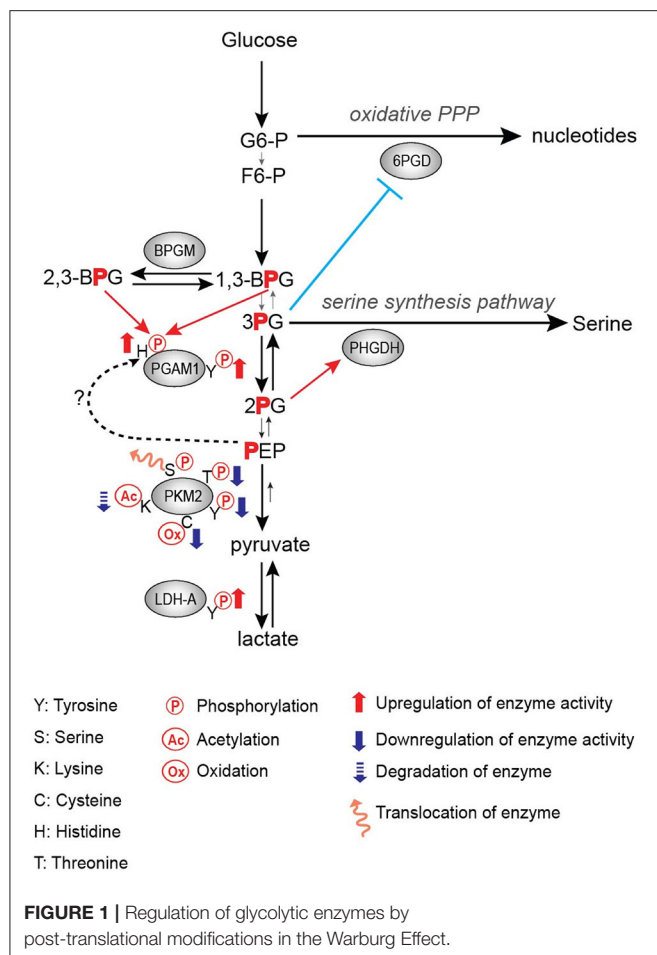 Glucose
oxidative PPP
G6-P
nucleotides
6PGD
F6-P
BPGM
2,3-BPG
1,3-BPG
3PG
serine synthesis pathway
Serine
PHGDH
P
H
PGAM1
Y
P
2PG
?
PEP
S
P
T
P
Ac
K
PKM2
Y
P
C
Ox
pyruvate
LDH-A
Y
P
lactate
Y: Tyrosine
S: Serine
K: Lysine
C: Cysteine
H: Histidine
T: Threonine
P Phosphorylation
Ac Acetylation
Ox Oxidation
Upregulation of enzyme activity
Downregulation of enzyme activity
Degradation of enzyme
Translocation of enzyme
FIGURE 1 | Regulation of glycolytic enzymes by
post-translational modifications in the Warburg Effect.